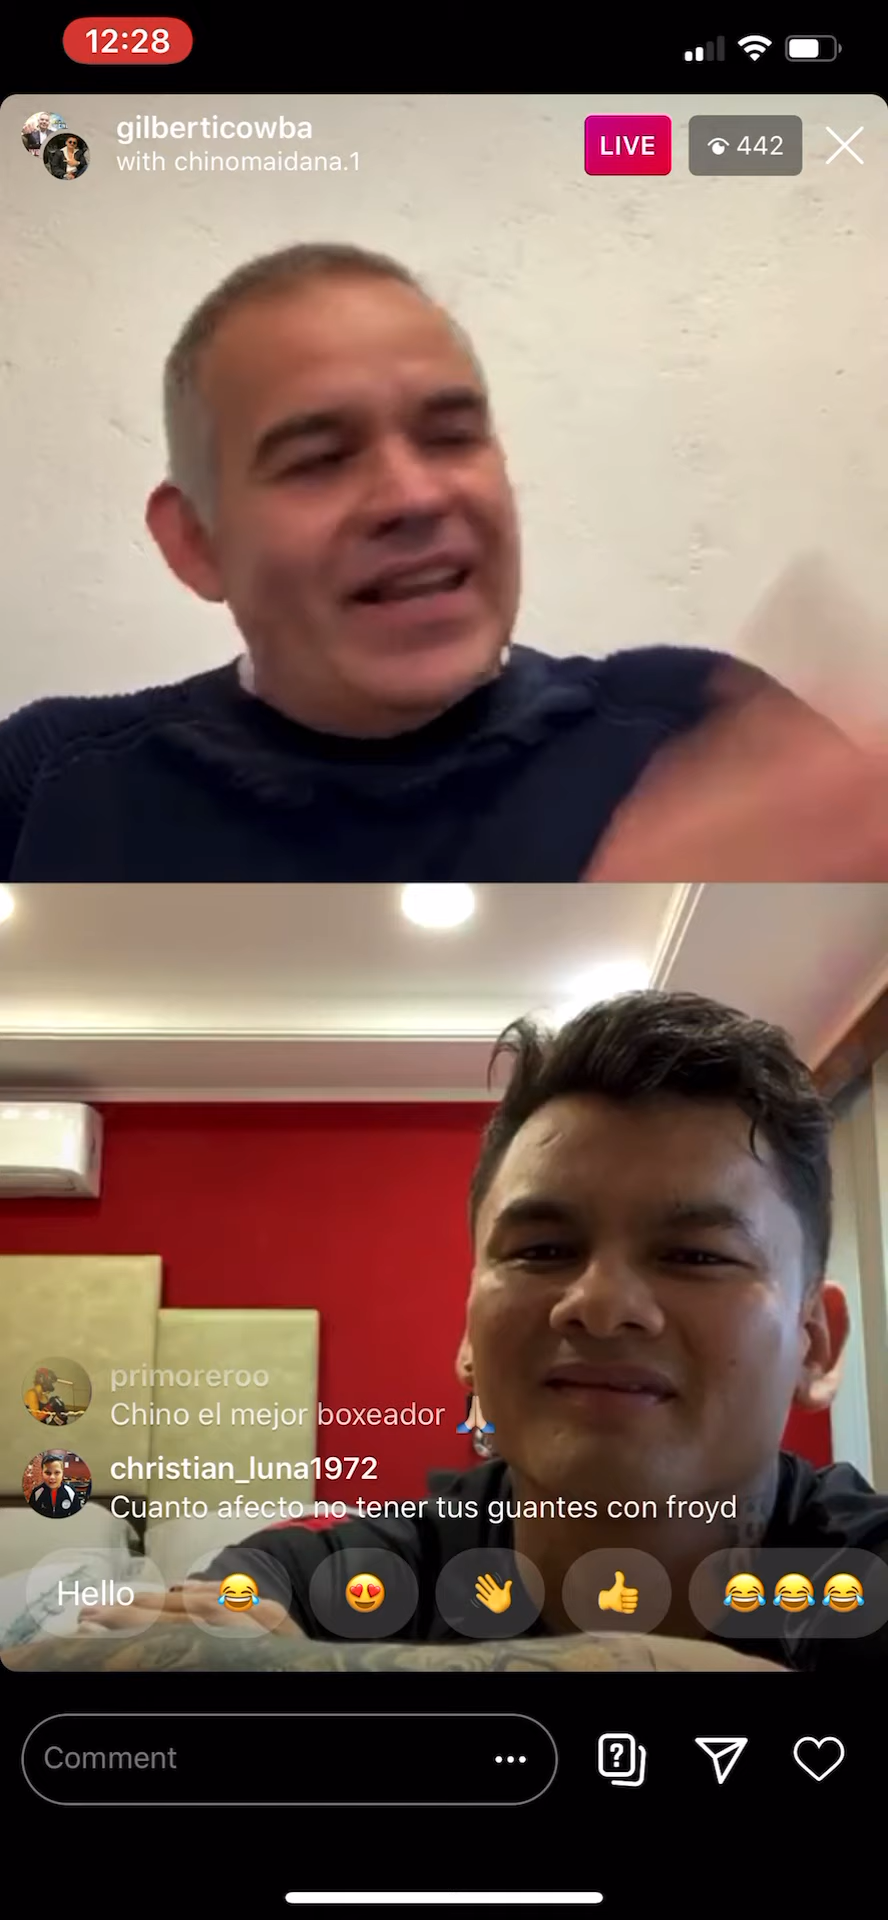 12:28
gilberticowba
with chinomaidana.1
LIVE
442
primoreroo
Chino el mejor boxeador 🙏
christian_luna1972
Cuanto afecto no tener tus guantes con froyd
Hello
😂
😍
👋
👍
😂😂😂
Comment